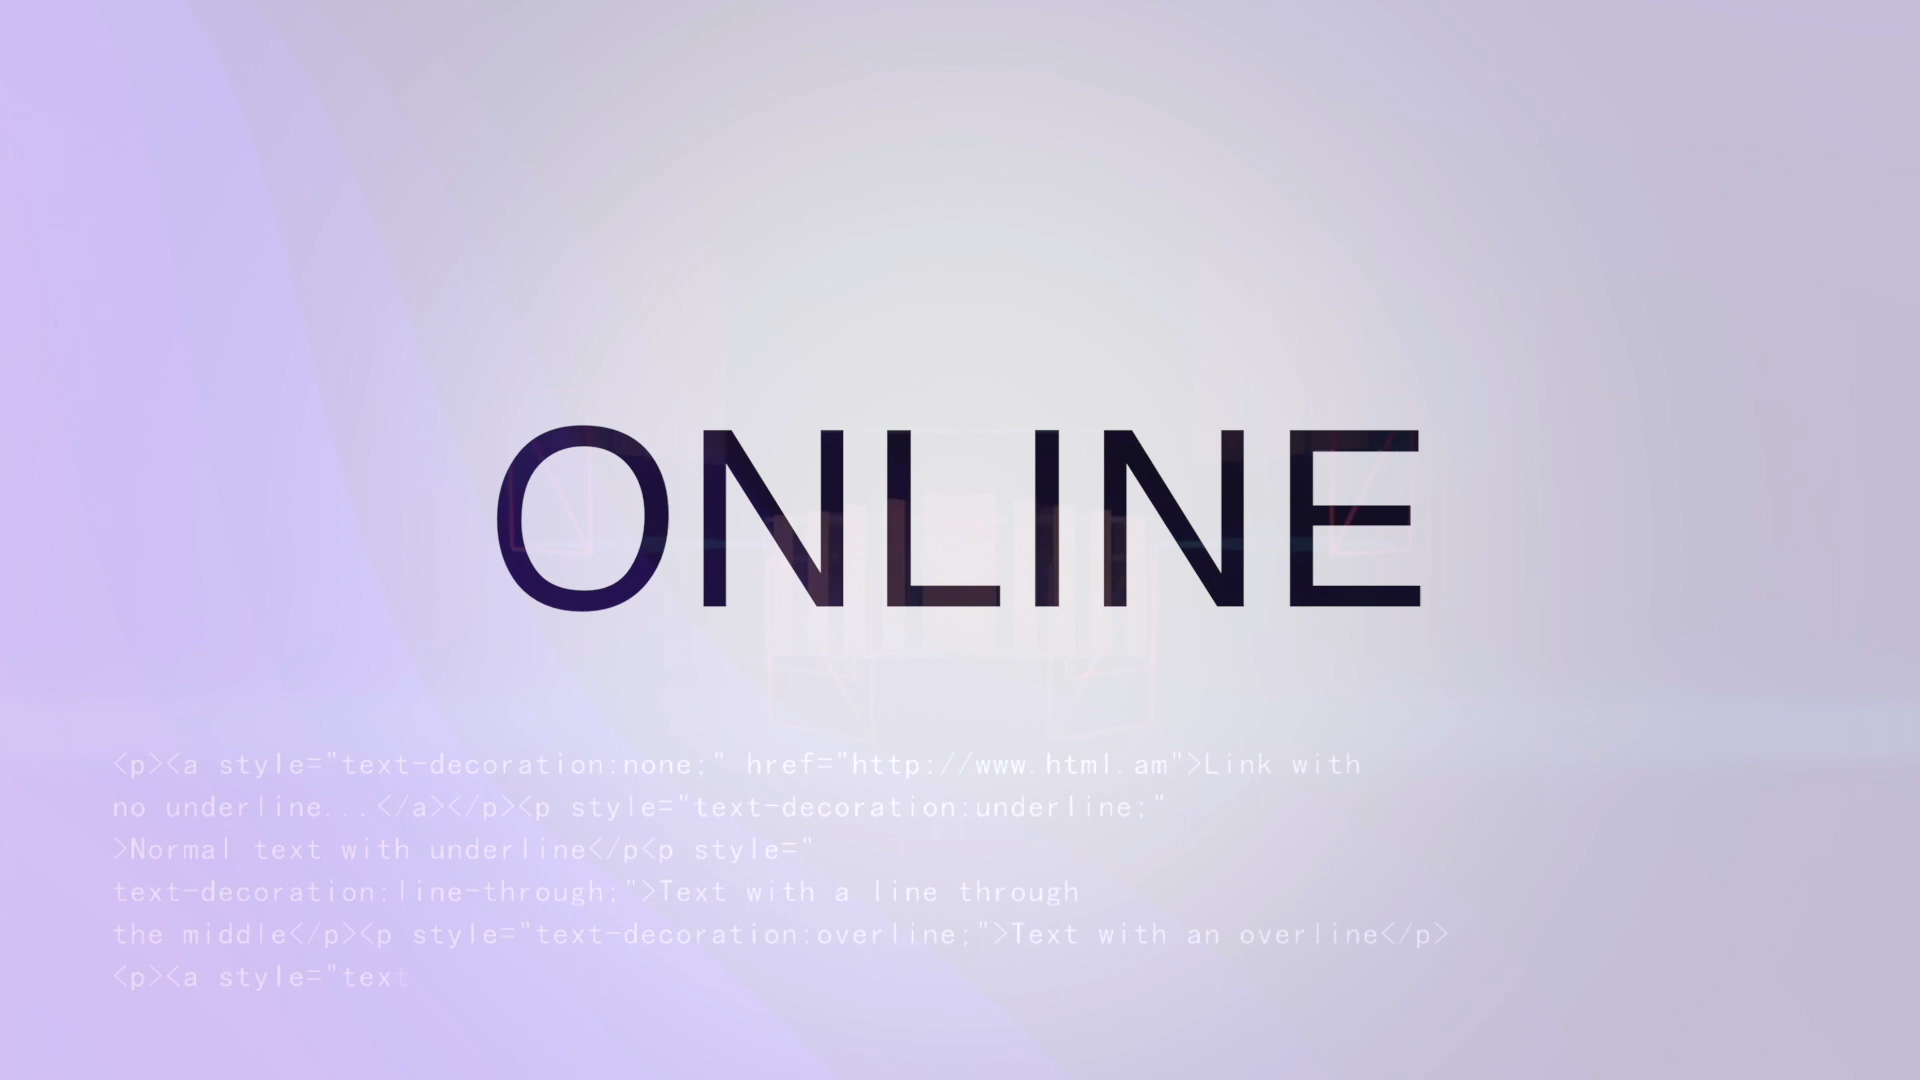 ONLINE
<p><a style="text-decoration:none;" href="http://www.html.am">Link with
no underline...</a></p><p style="text-decoration:underline;"
>Normal text with underline</p<p style="
text-decoration:line-through;">Text with a line through
the middle</p><p style="text-decoration:overline;">Text with an overline</p>
<p><a style="text